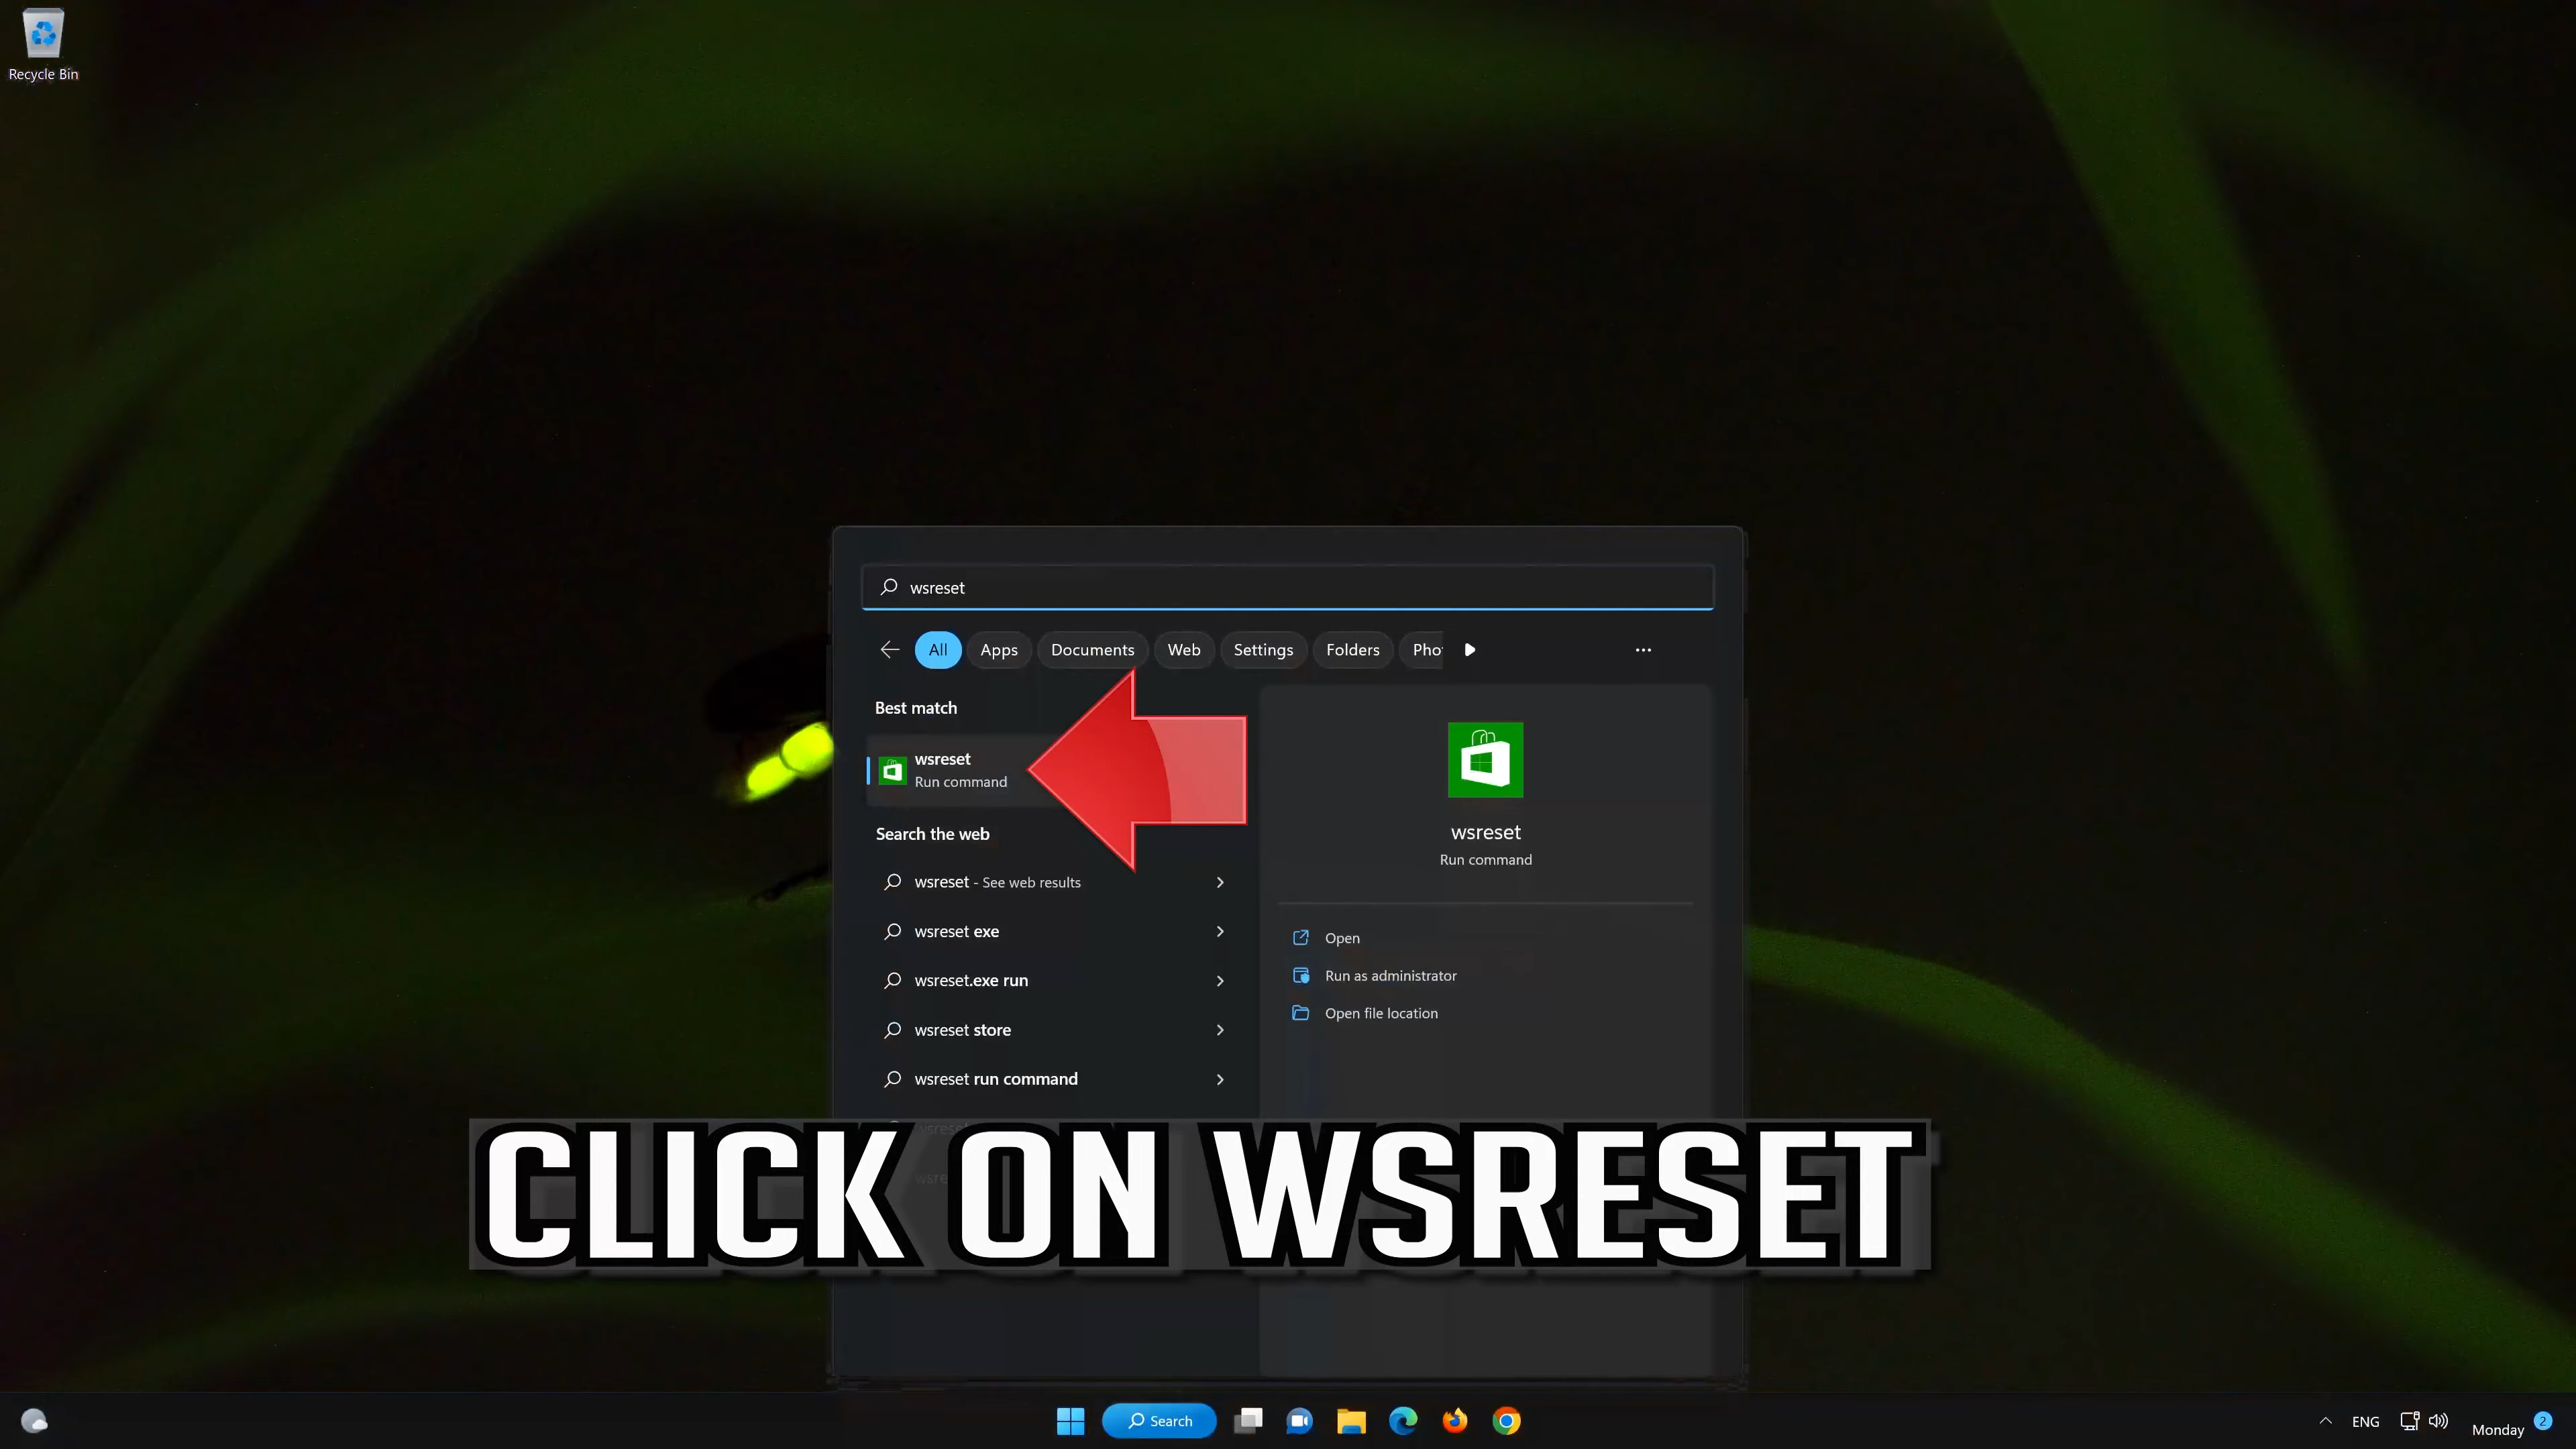 Recycle Bin
wsreset
All Apps Documents Web Settings Folders Pho
Best match
wsreset
Run command
Search the web
wsreset - See web results
wsreset exe
wsreset.exe run
wsreset store
wsreset run command
wsreset
Run command
Open
Run as administrator
Open file location
CLICK ON WSRESET
Search
ENG
Monday
2